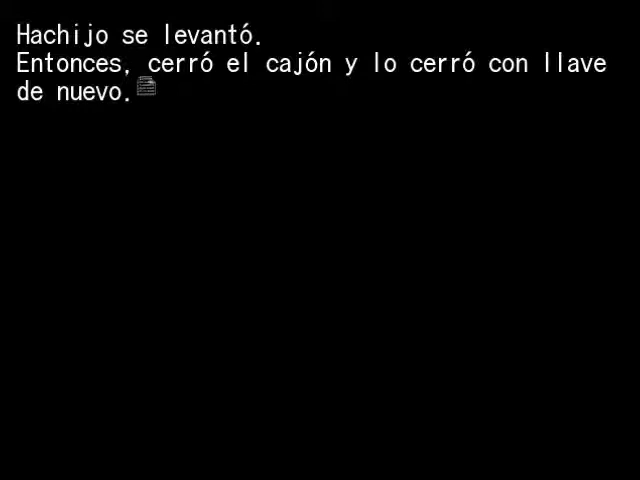 Hachijo se levantó.
Entonces, cerró el cajón y lo cerró con llave
de nuevo.